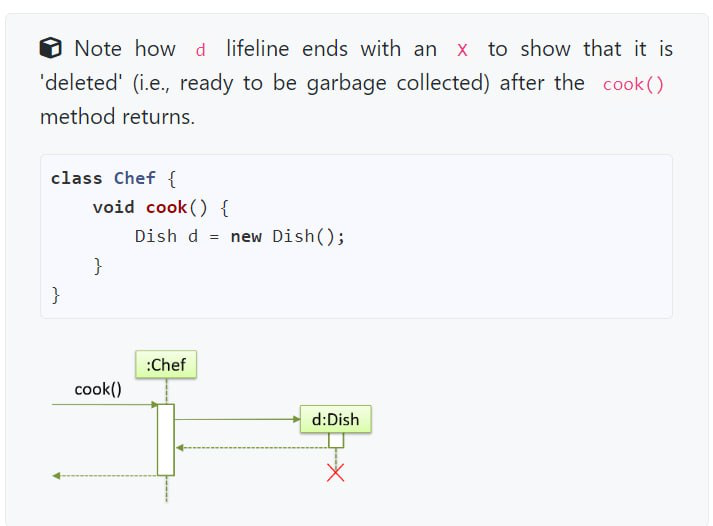 Note how d lifeline ends with an X to show that it is
'deleted' (i.e., ready to be garbage collected) after the cook()
method returns.
class Chef {
    void cook() {
        Dish d = new Dish();
    }
}
:Chef
cook()
d:Dish